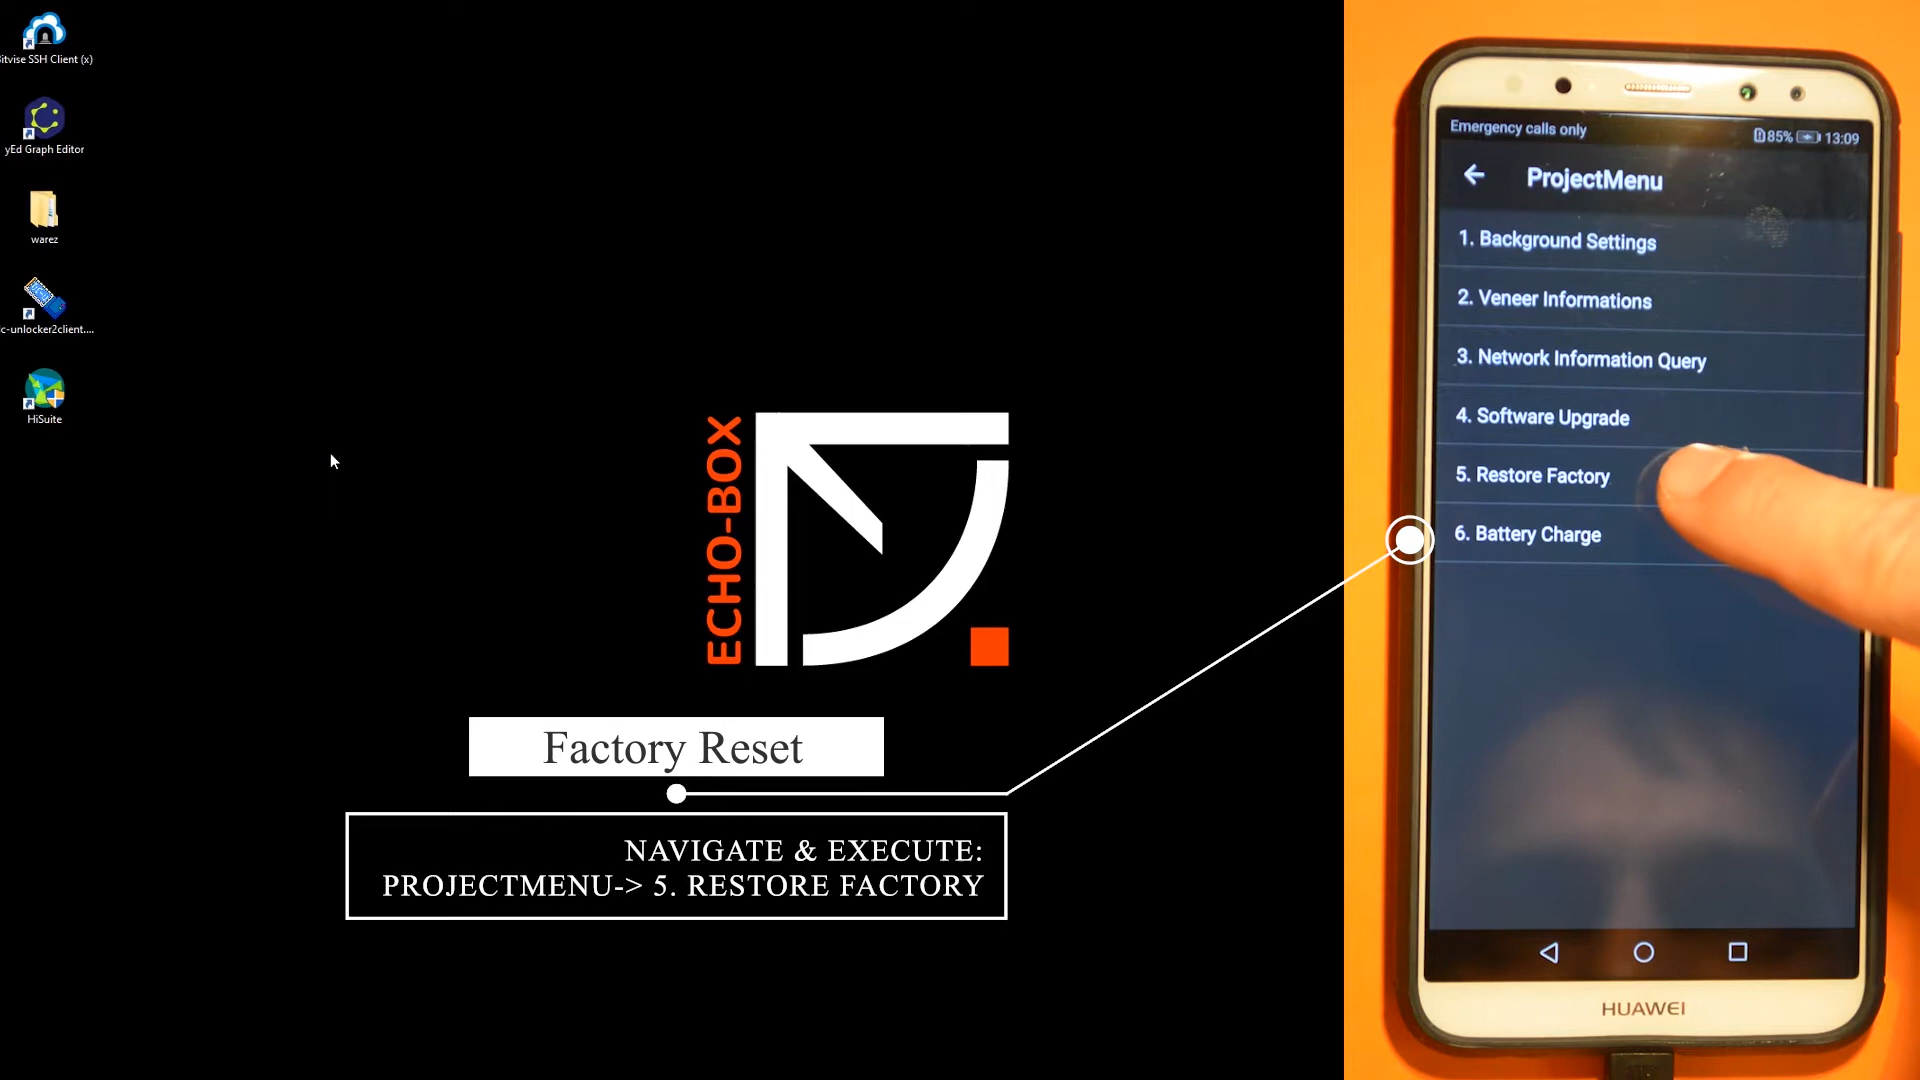 itvise SSH Client (x)
yEd Graph Editor
warez
c-unlocker2client....
HiSuite
ECHO-BOX
Factory Reset
NAVIGATE & EXECUTE:
PROJECTMENU-> 5. RESTORE FACTORY
Emergency calls only
85% 13:09
ProjectMenu
1. Background Settings
2. Veneer Informations
3. Network Information Query
4. Software Upgrade
5. Restore Factory
6. Battery Charge
HUAWEI